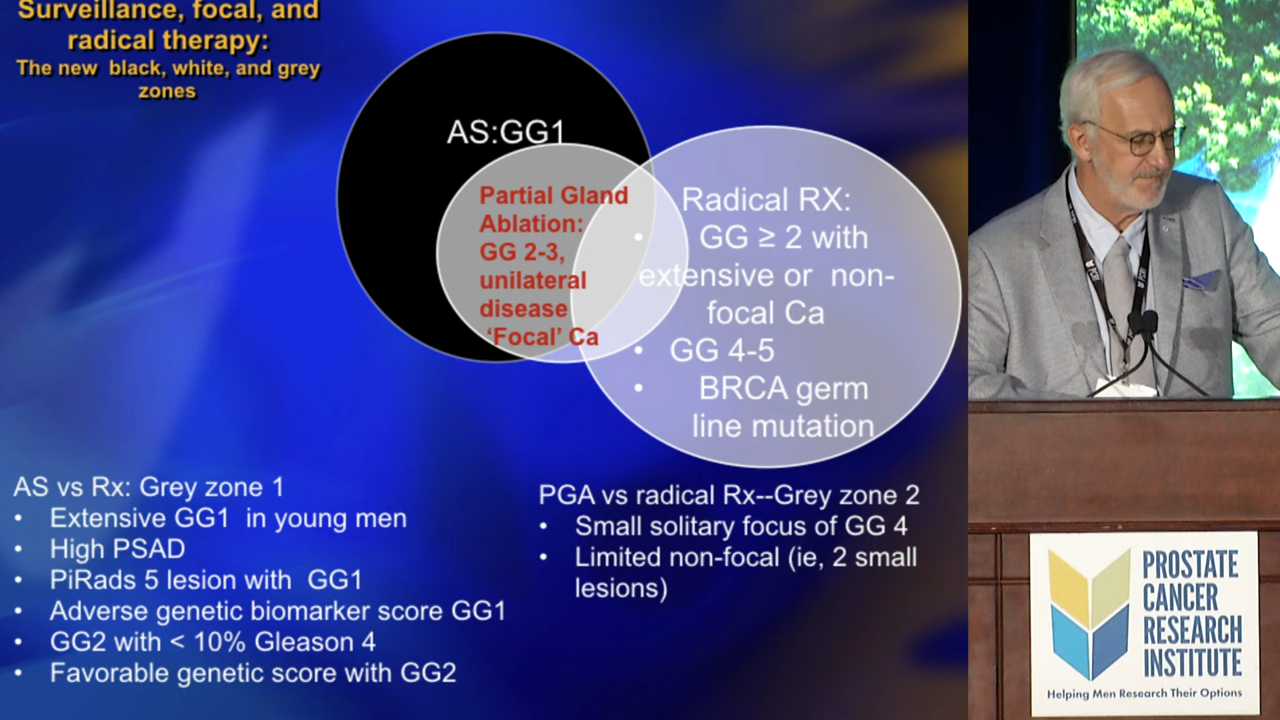 Surveillance, focal, and
radical therapy:
The new black, white, and grey
zones
AS:GG1
Partial Gland
Ablation:
GG 2-3,
unilateral
disease
‘Focal’ Ca
Radical RX:
• GG ≥ 2 with
extensive or non-
focal Ca
• GG 4-5
• BRCA germ
line mutation
AS vs Rx: Grey zone 1
• Extensive GG1 in young men
• High PSAD
• PiRads 5 lesion with GG1
• Adverse genetic biomarker score GG1
• GG2 with < 10% Gleason 4
• Favorable genetic score with GG2
PGA vs radical Rx--Grey zone 2
• Small solitary focus of GG 4
• Limited non-focal (ie, 2 small
lesions)
PCRI
PROSTATE
CANCER
RESEARCH
INSTITUTE
Helping Men Research Their Options